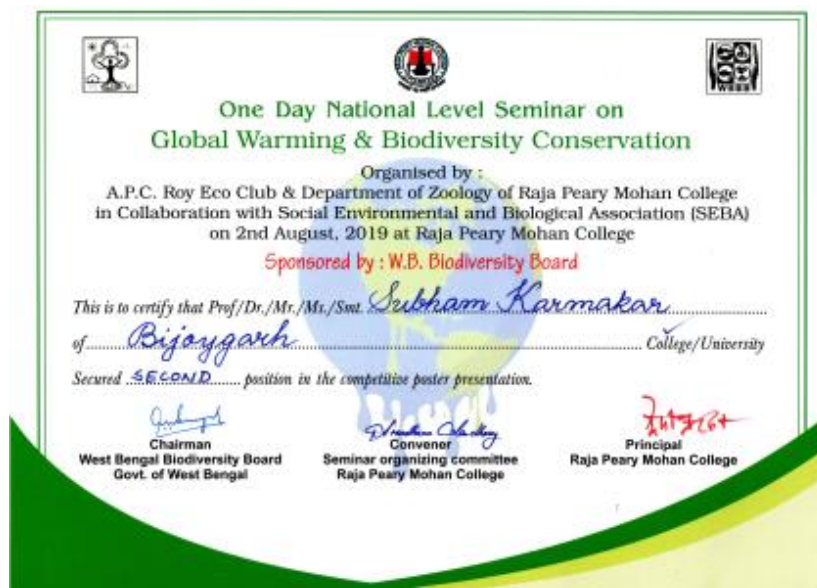 One Day National Level Seminar on
Global Warming & Biodiversity Conservation
Organised by :
A.P.C. Roy Eco Club & Department of Zoology of Raja Peary Mohan College
in Collaboration with Social Environmental and Biological Association (SEBA)
on 2nd August, 2019 at Raja Peary Mohan College
Sponsored by : W.B. Biodiversity Board
This is to certify that Prof/Dr./Mr./Ms./Smt. Subham Karmakar
of Bijoygarh College/University
Secured SECOND position in the competitive poster presentation.
Chairman
West Bengal Biodiversity Board
Govt. of West Bengal
Convener
Seminar organizing committee
Raja Peary Mohan College
Principal
Raja Peary Mohan College